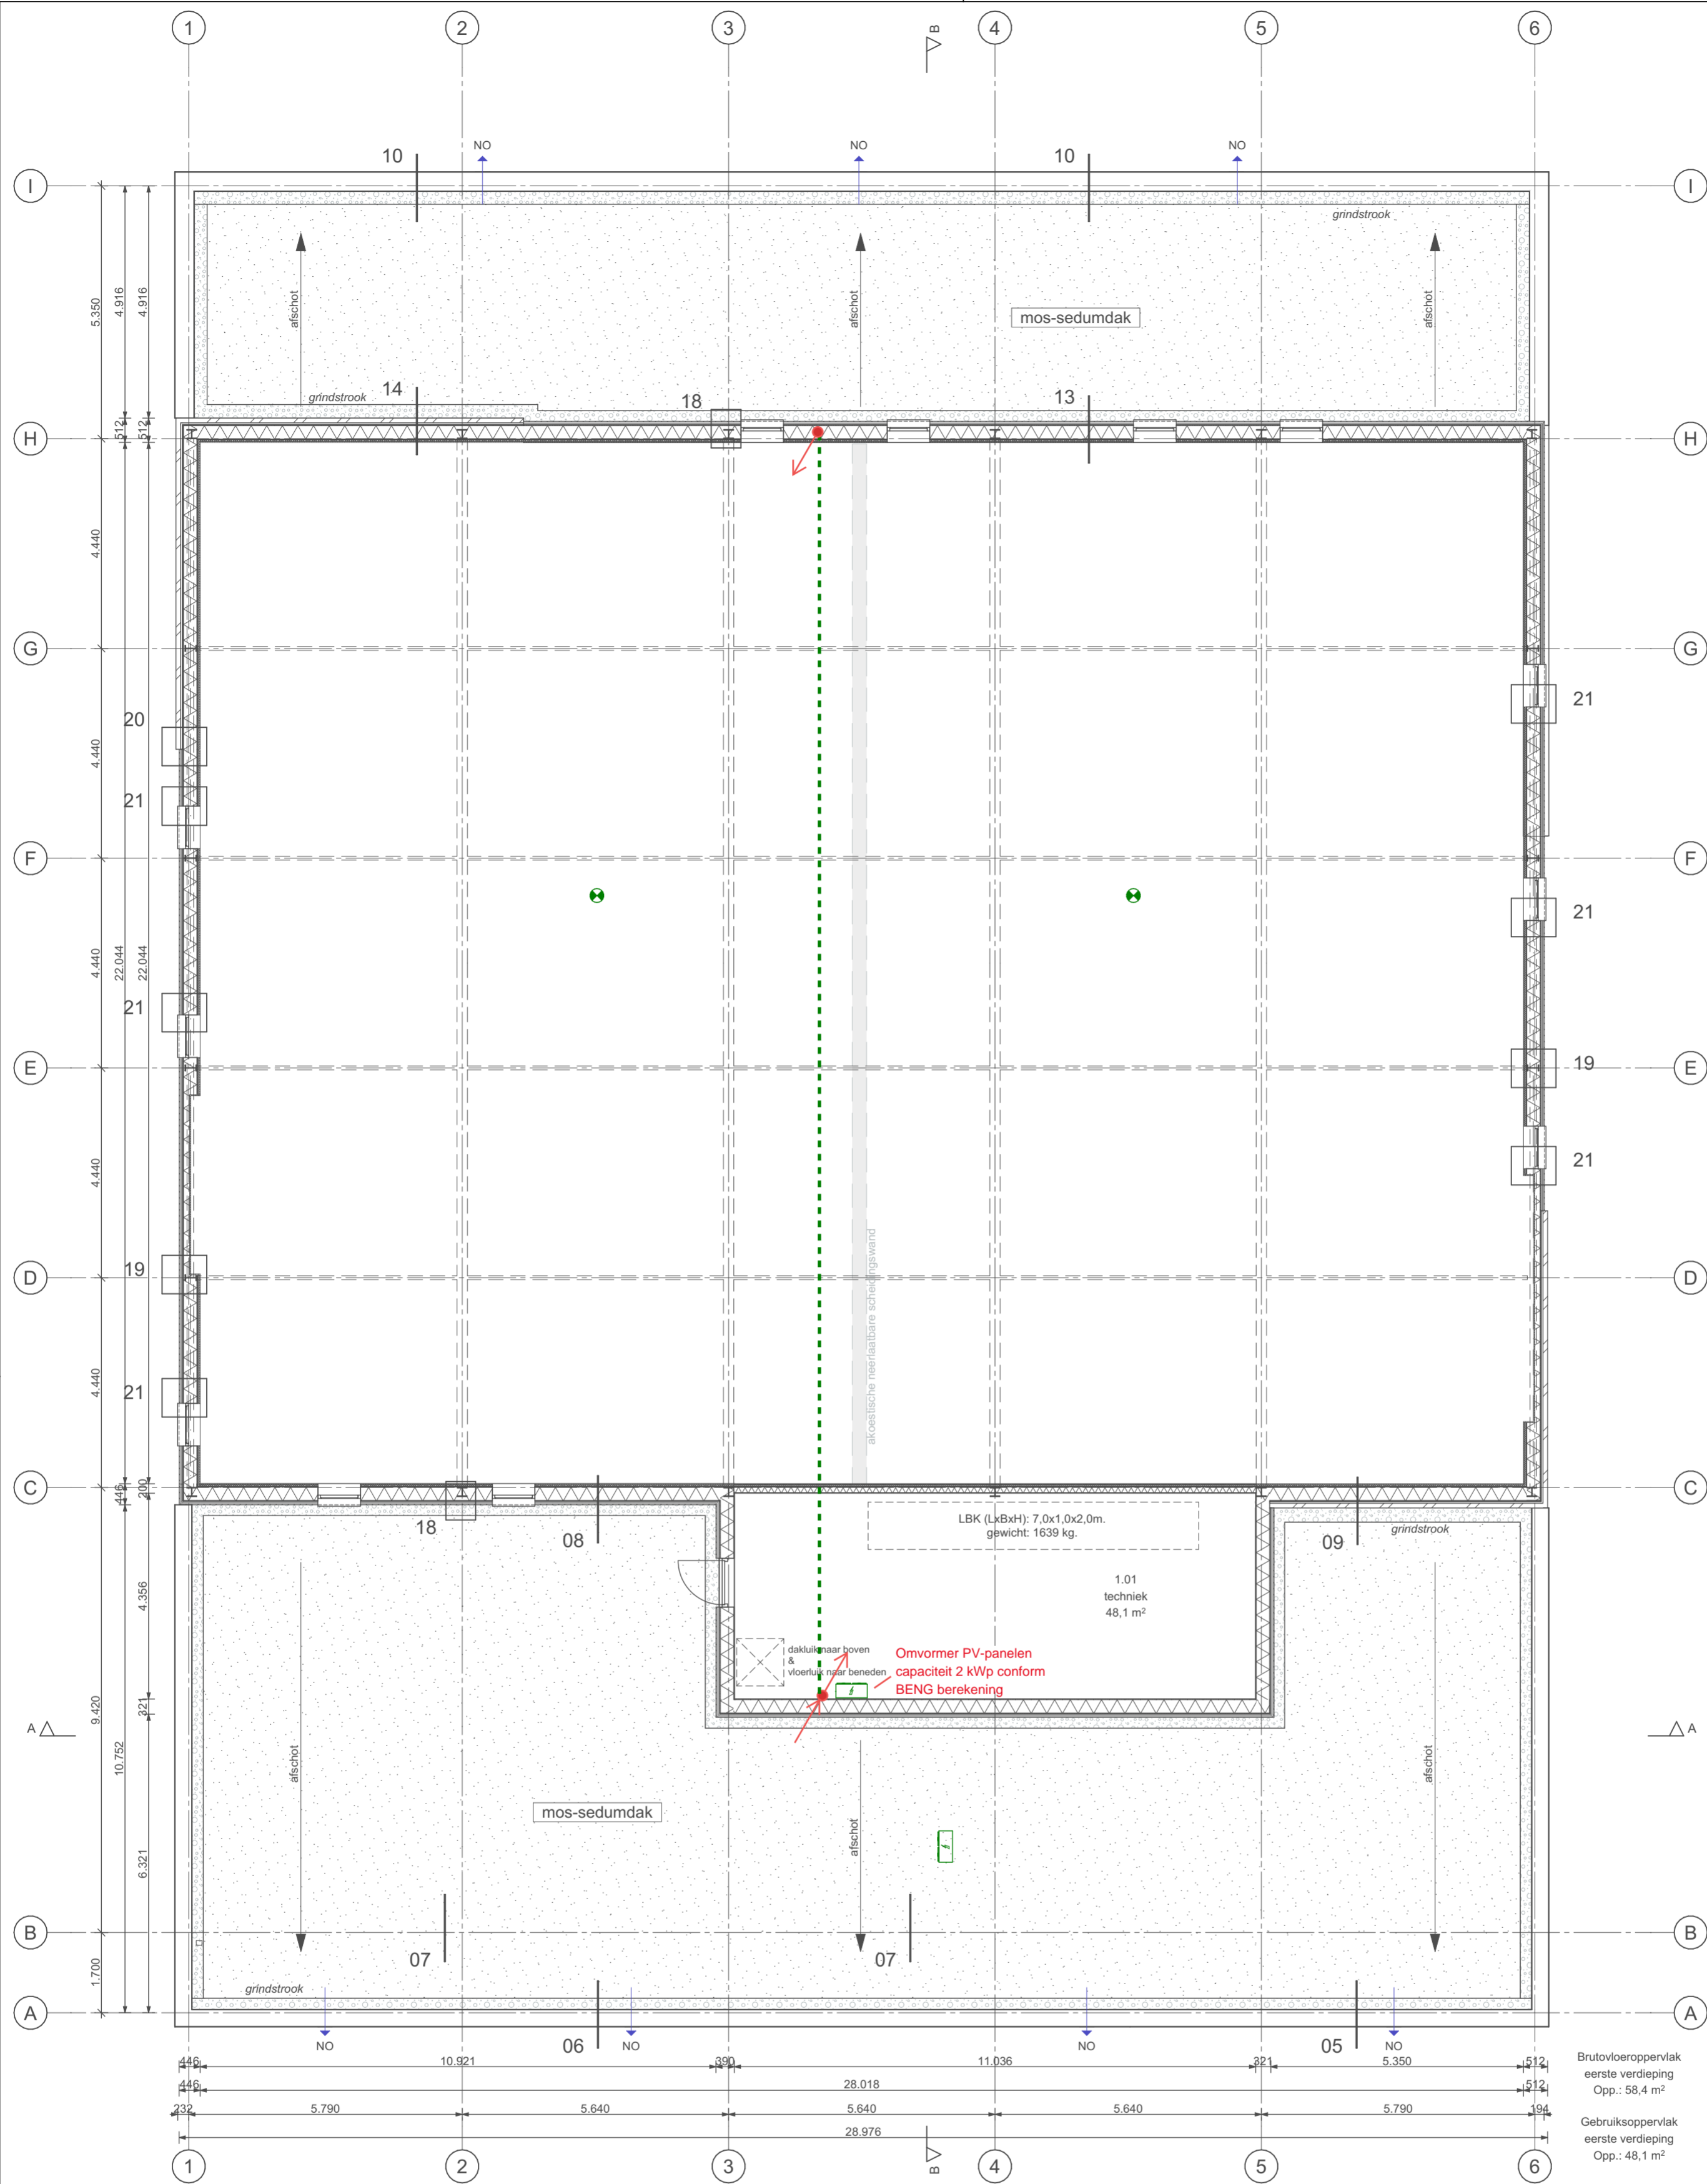 1
2
3
4
5
6
B
NO
NO
NO
10
10
I
I
grindstrook
5.350
4.916
4.916
afschot
afschot
afschot
mos-sedumdak
14
grindstrook
18
13
H
512
512
H
4.440
G
G
21
20
4.440
21
F
F
21
4.440
22.044
22.044
21
E
19
E
4.440
21
akoestische neerlaatbare scheidingswand
D
19
D
4.440
21
C
446
200
C
18
08
LBK (LxBxH): 7,0x1,0x2,0m.
gewicht: 1639 kg.
09
grindstrook
4.356
1.01
techniek
48,1 m²
dakluik naar boven
&
vloerluik naar beneden
Omvormer PV-panelen
capaciteit 2 kWp conform
BENG berekening
9.420
321
A
A
10.752
afschot
afschot
afschot
mos-sedumdak
6.321
B
B
07
07
1.700
grindstrook
A
A
NO
06
NO
NO
05
NO
446
10.921
390
11.036
321
5.350
512
446
28.018
512
232
5.790
5.640
5.640
5.640
5.790
194
28.976
Brutovloeroppervlak
eerste verdieping
Opp.: 58,4 m²
Gebruiksoppervlak
eerste verdieping
Opp.: 48,1 m²
B
1
2
3
4
5
6